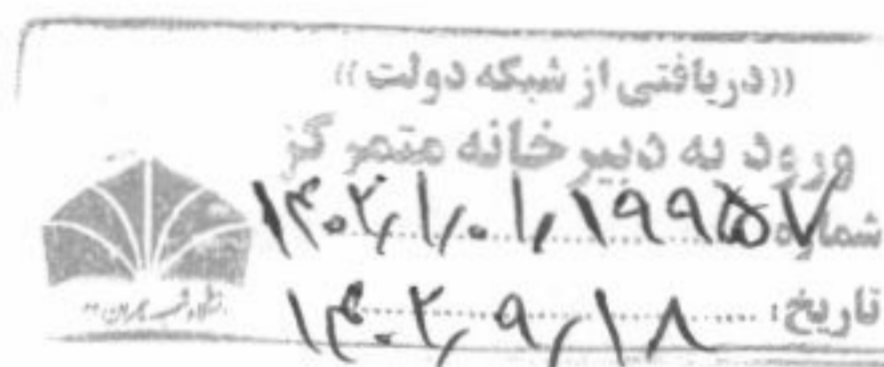 ((دریافتی از شبکه دولت))
ورود به دبیرخانه متمرکز
شماره ۱۴۰۲,۱,۰۱,۱۹۹۵۷
تاریخ: ۱۴۰۲,۹,۱۸